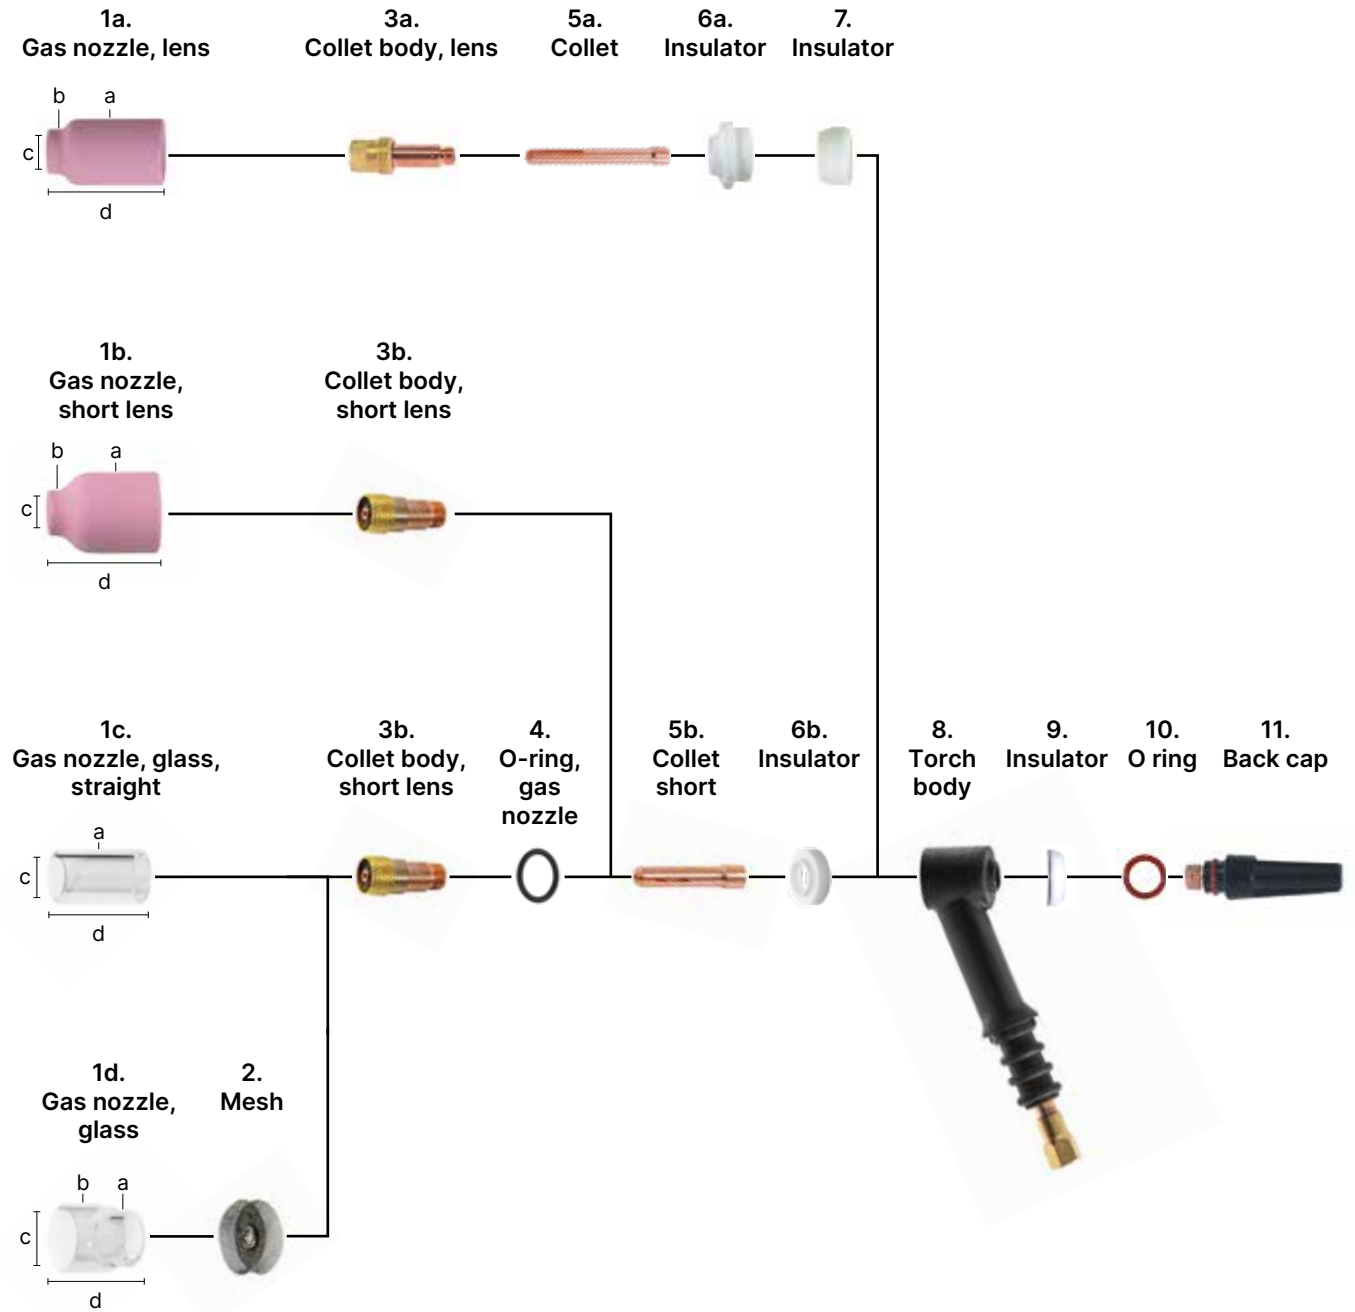 1a.
Gas nozzle, lens
3a.
Collet body, lens
5a.
Collet
6a.
Insulator
7.
Insulator
b
a
c
d
1b.
Gas nozzle,
short lens
3b.
Collet body,
short lens
b
a
c
d
1c.
Gas nozzle, glass,
straight
3b.
Collet body,
short lens
4.
O-ring,
gas
nozzle
5b.
Collet
short
6b.
Insulator
8.
Torch
body
9.
Insulator
10.
O ring
11.
Back cap
a
c
d
1d.
Gas nozzle,
glass
2.
Mesh
b
a
c
d